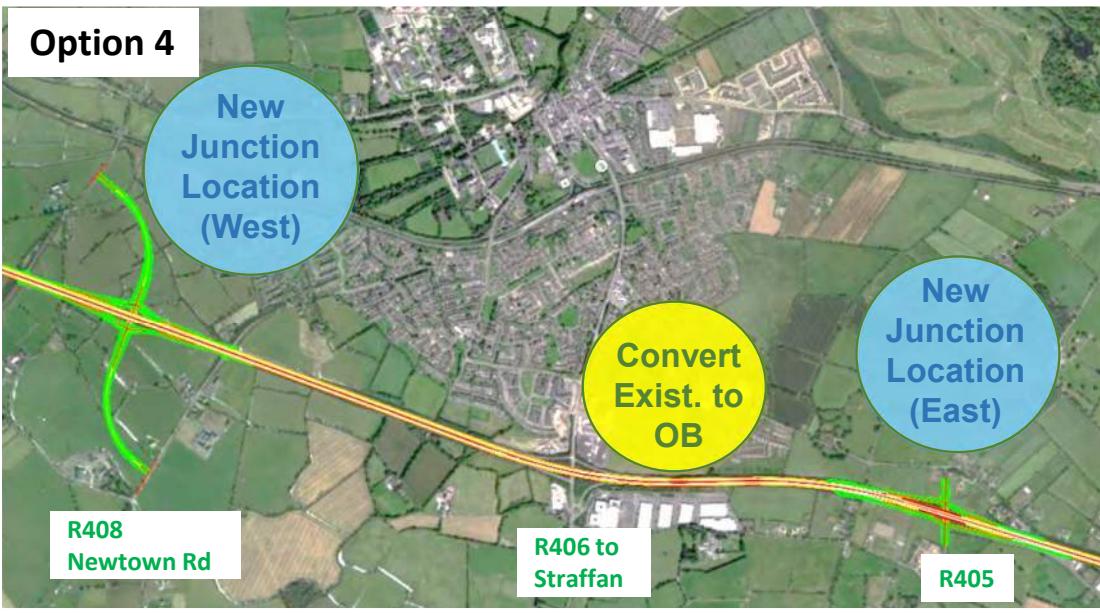 Option 4
New
Junction
Location
(West)
Convert
Exist. to
OB
New
Junction
Location
(East)
R408
Newtown Rd
R406 to
Straffan
R405